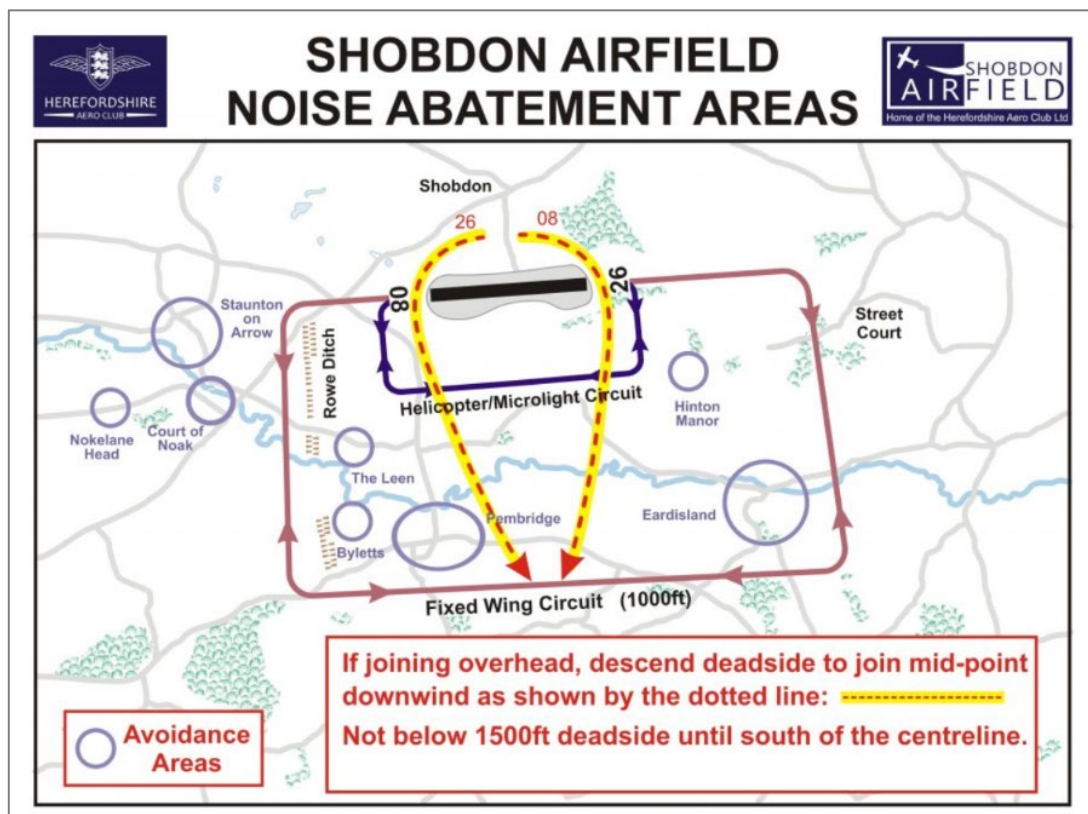 HEREFORDSHIRE
AERO CLUB
SHOBDON AIRFIELD
NOISE ABATEMENT AREAS
SHOBDON
AIRFIELD
Home of the Herefordshire Aero Club Ltd
Shobdon
26
08
08
26
Staunton
on
Arrow
Rowe Ditch
Street
Court
Helicopter/Microlight Circuit
Hinton
Manor
Nokelane
Head
Court of
Noak
The Leen
Byletts
Pembridge
Eardisland
Fixed Wing Circuit (1000ft)
If joining overhead, descend deadside to join mid-point
downwind as shown by the dotted line:
Not below 1500ft deadside until south of the centreline.
Avoidance
Areas